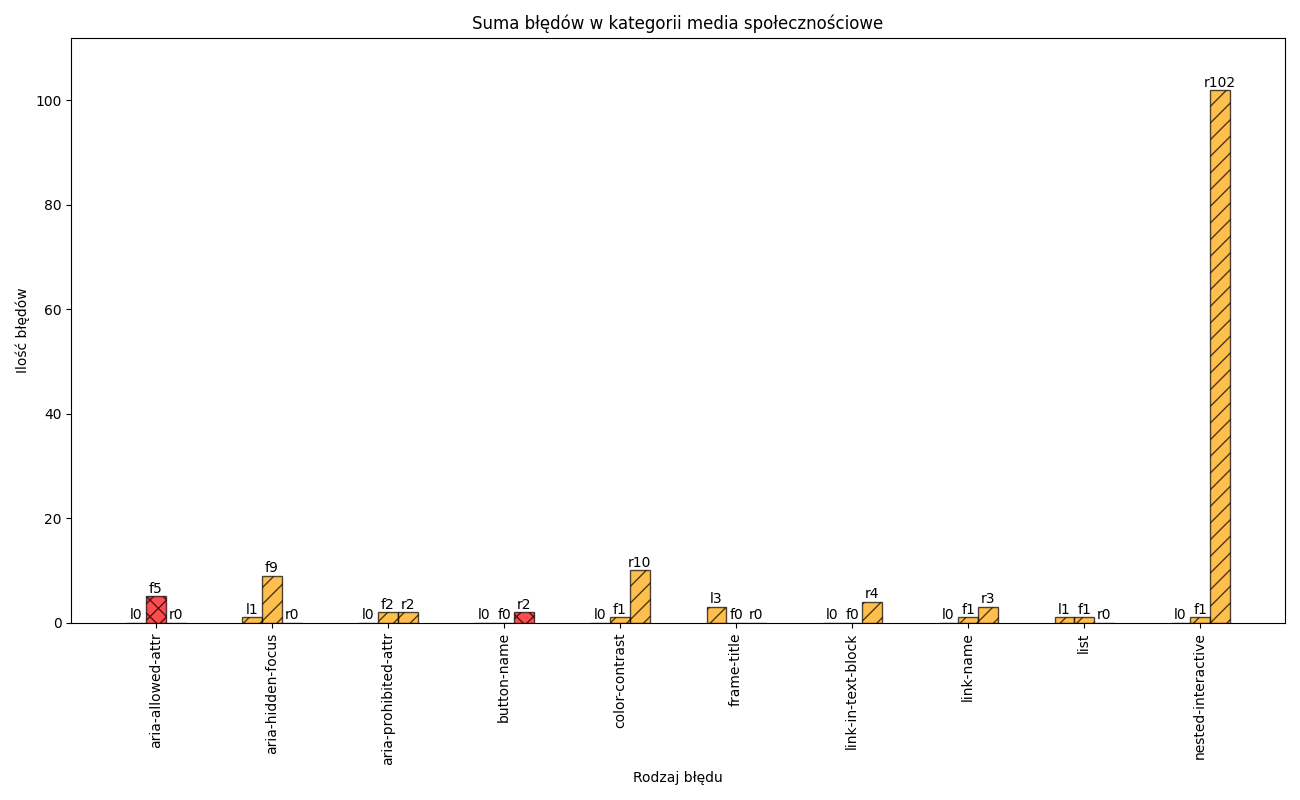 Suma błędów w kategorii media społecznościowe
Ilość błędów
100
80
60
40
20
0
l0 f5 r0
l1 f9 r0
l0 f2 r2
l0 f0 r2
l0 f1 r10
l3 f0 r0
l0 f0 r4
l0 f1 r3
l1 f1 r0
l0 f1 r102
aria-allowed-attr
aria-hidden-focus
aria-prohibited-attr
button-name
color-contrast
frame-title
link-in-text-block
link-name
list
nested-interactive
Rodzaj błędu